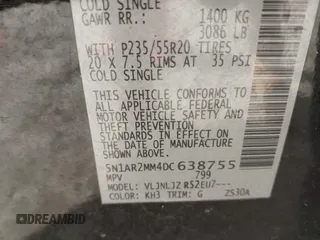 COLD SINGLE
GAWR RR.: 1400 KG
3086 LB
WITH P235/55R20 TIRES
20 X 7.5 RIMS AT 35 PSI
COLD SINGLE
THIS VEHICLE CONFORMS TO
ALL APPLICABLE FEDERAL MOTOR
VEHICLE SAFETY AND THEFT
PREVENTION STANDARDS IN EFFECT
ON THE DATE OF MANUFACTURE
SHOWN ABOVE.
5N1AR2MM4DC638755
MPV 799
MODEL: VLJNLJZ R52EU7---
COLOR: KH3 TRIM: G ZS30A
© DREAMBID